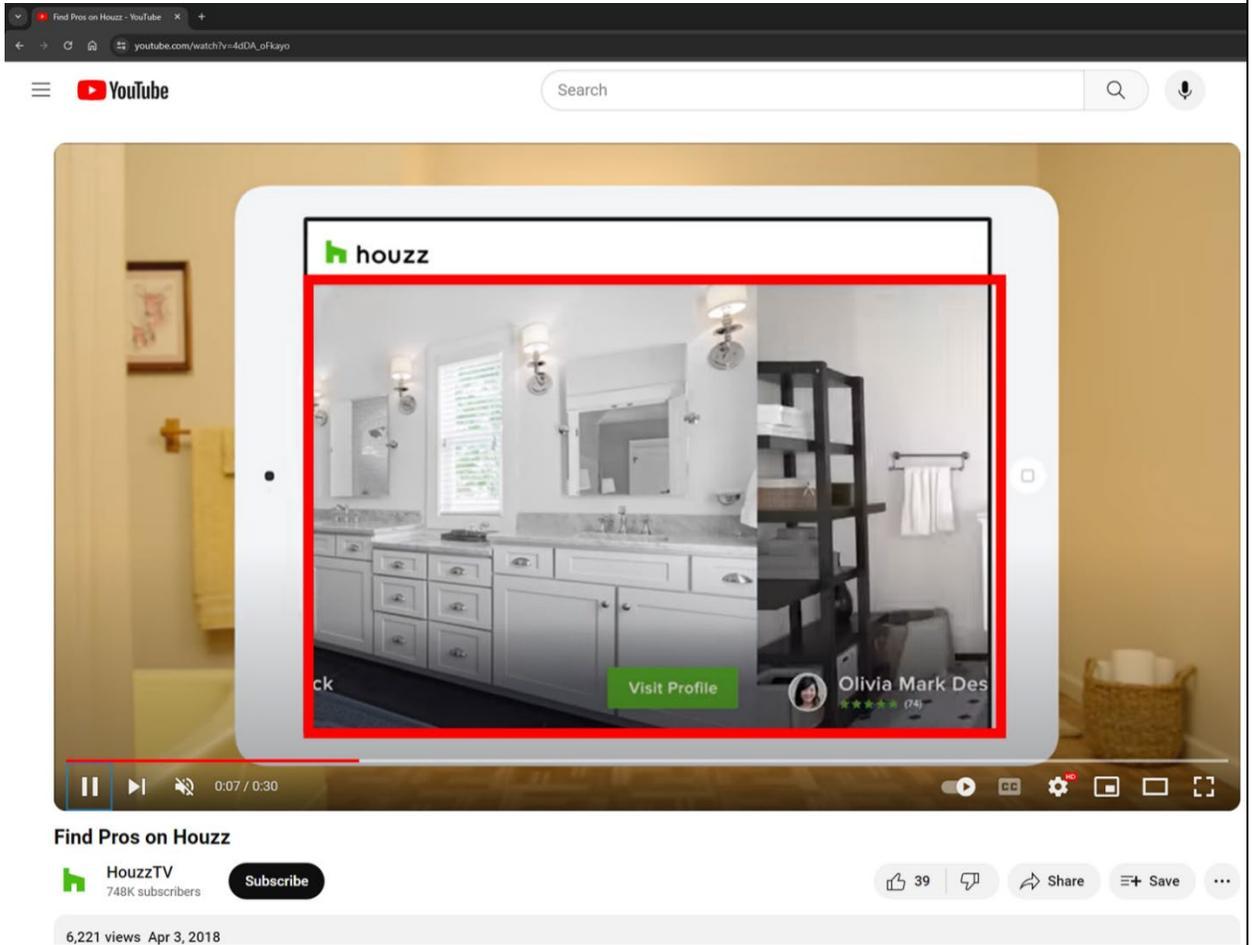 Find Pros on Houzz - YouTube
youtube.com/watch?v=4dDA_oFkayo
YouTube
Search
houzz
ck
Visit Profile
Olivia Mark Des
(74)
0:07 / 0:30
CC
HD
Find Pros on Houzz
HouzzTV
748K subscribers
Subscribe
39
Share
Save
6,221 views Apr 3, 2018